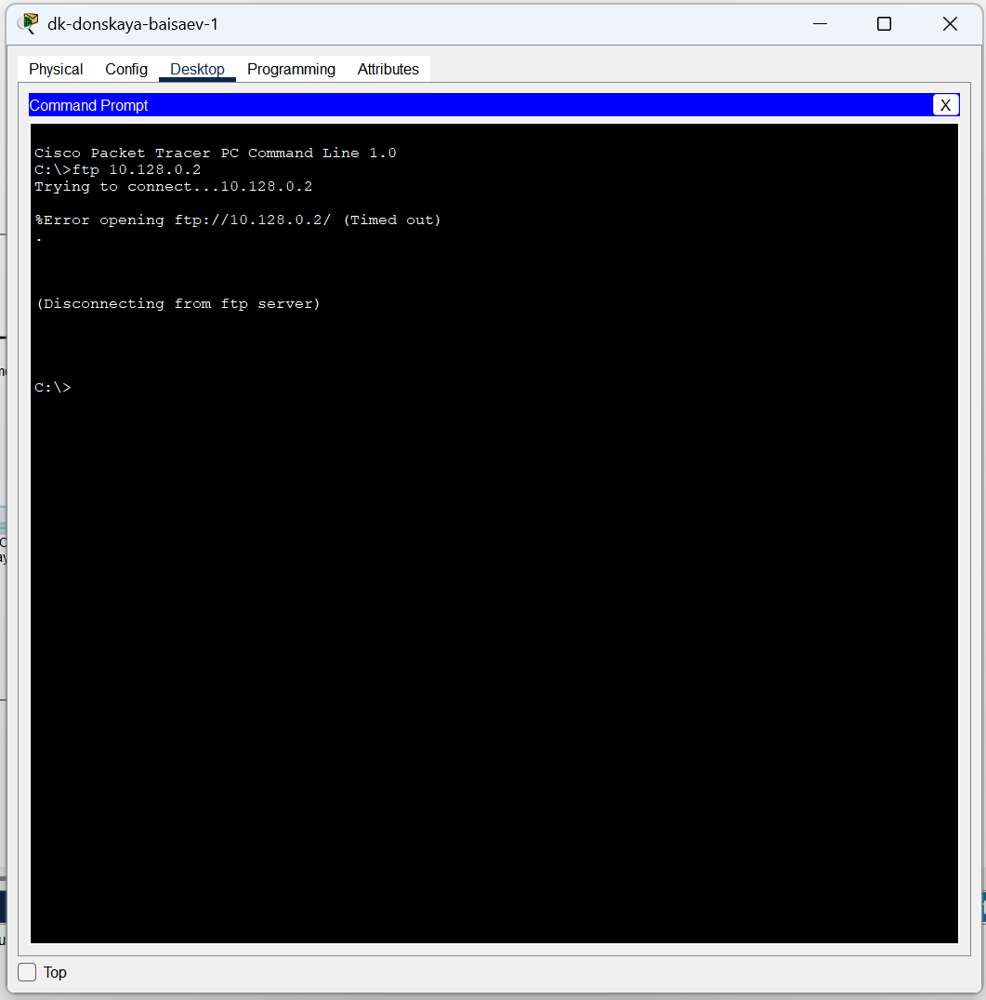 dk-donskaya-baisaev-1
Physical Config Desktop Programming Attributes
Command Prompt
X
Cisco Packet Tracer PC Command Line 1.0
C:\>ftp 10.128.0.2
Trying to connect...10.128.0.2
%Error opening ftp://10.128.0.2/ (Timed out)
.
(Disconnecting from ftp server)
C:\>
Top